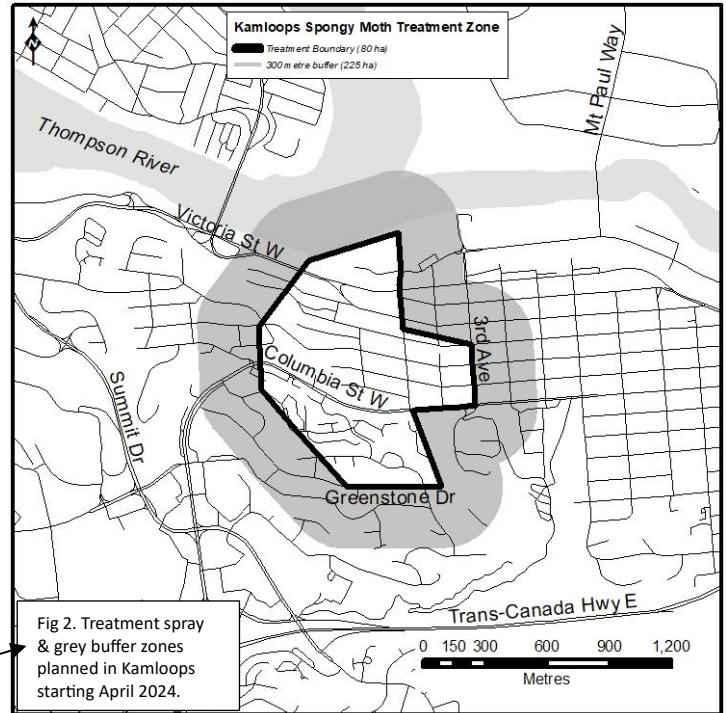 Kamloops Spongy Moth Treatment Zone
Treatment Boundary (80 ha)
300 metre buffer (225 ha)
N
Mt Paul Way
Thompson River
Victoria St W
3rd Ave
Columbia St W
Summit Dr
Greenstone Dr
Trans-Canada Hwy E
Fig 2. Treatment spray
& grey buffer zones
planned in Kamloops
starting April 2024.
0 150 300 600 900 1,200
Metres